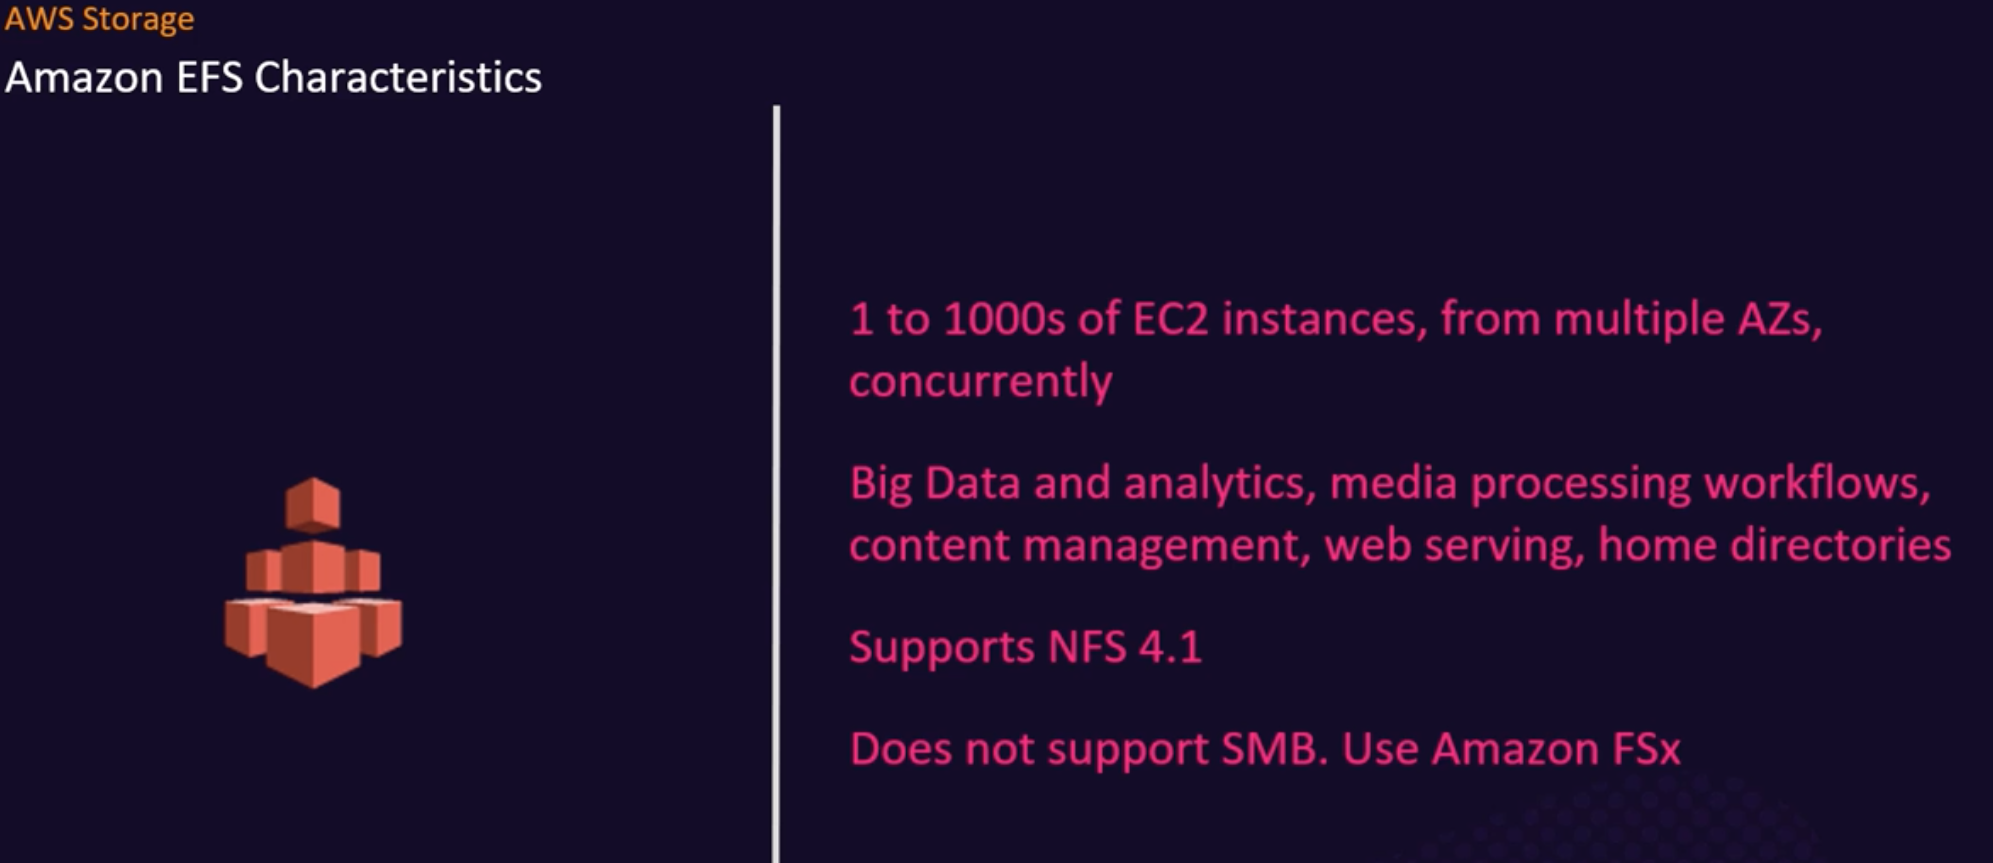 AWS Storage
Amazon EFS Characteristics
1 to 1000s of EC2 instances, from multiple AZs,
concurrently
Big Data and analytics, media processing workflows,
content management, web serving, home directories
Supports NFS 4.1
Does not support SMB. Use Amazon FSx